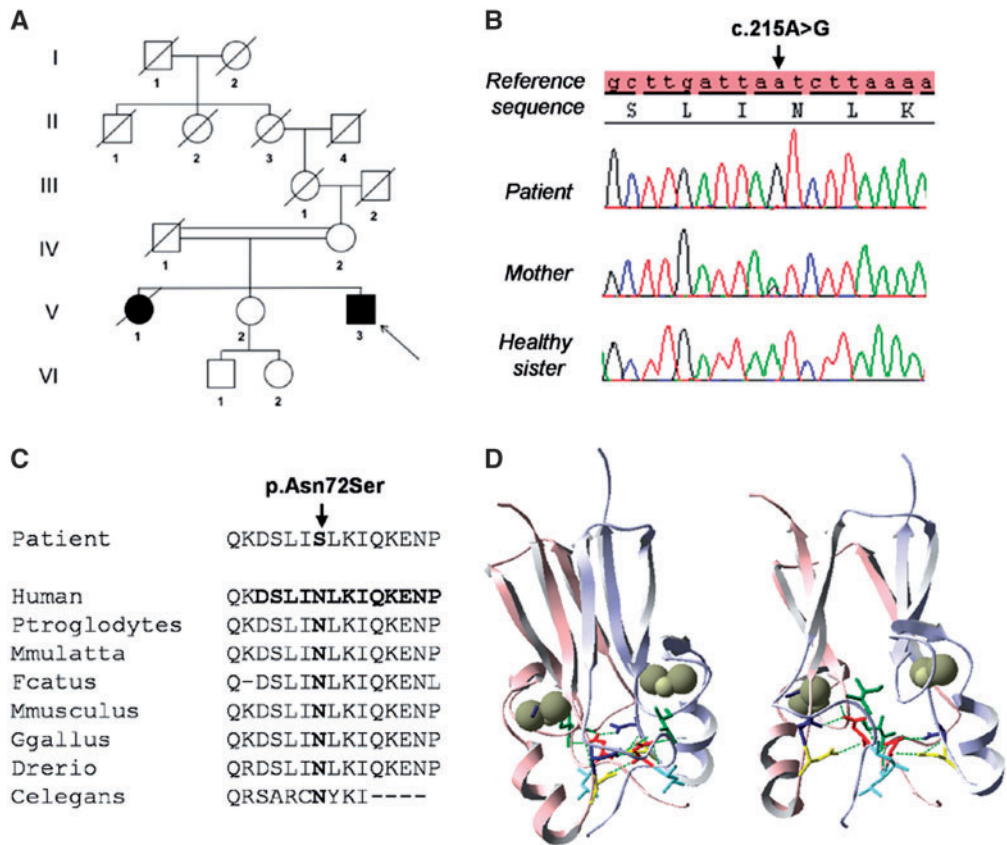 A
I
1 2
II
1 2 3 4
III
1 2
IV
1 2
V
1 2 3
VI
1 2
B
c.215A>G
Reference sequence
g c t t g a t t a a t c t t a a a a
S L I N L K
Patient
Mother
Healthy sister
C
p.Asn72Ser
Patient QKDSLISLKIQKENP
Human QKDSLINLKIQKENP
Ptroglodytes QKDSLINLKIQKENP
Mmulatta QKDSLINLKIQKENP
Fcatus Q-DSLINLKIQKENL
Mmusculus QKDSLINLKIQKENP
Ggallus QKDSLINLKIQKENP
Drerio QRDSLINLKIQKENP
Celegans QRSARCNYKI----
D